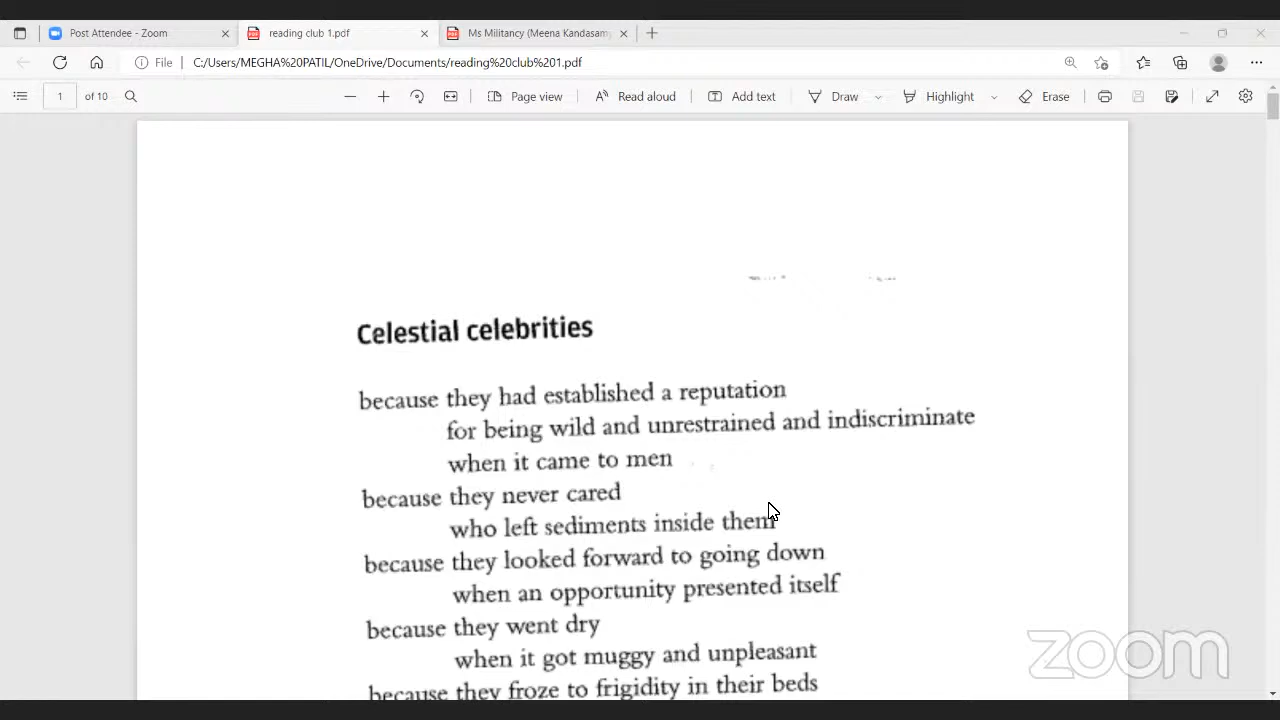 Post Attendee - Zoom
reading club 1.pdf
Ms Militancy (Meena Kandasam
File
C:/Users/MEGHA%20PATIL/OneDrive/Documents/reading%20club%201.pdf
1 of 10
Page view
Read aloud
Add text
Draw
Highlight
Erase
Celestial celebrities
because they had established a reputation
for being wild and unrestrained and indiscriminate
when it came to men
because they never cared
who left sediments inside them
because they looked forward to going down
when an opportunity presented itself
because they went dry
when it got muggy and unpleasant
because they froze to frigidity in their beds
zoom